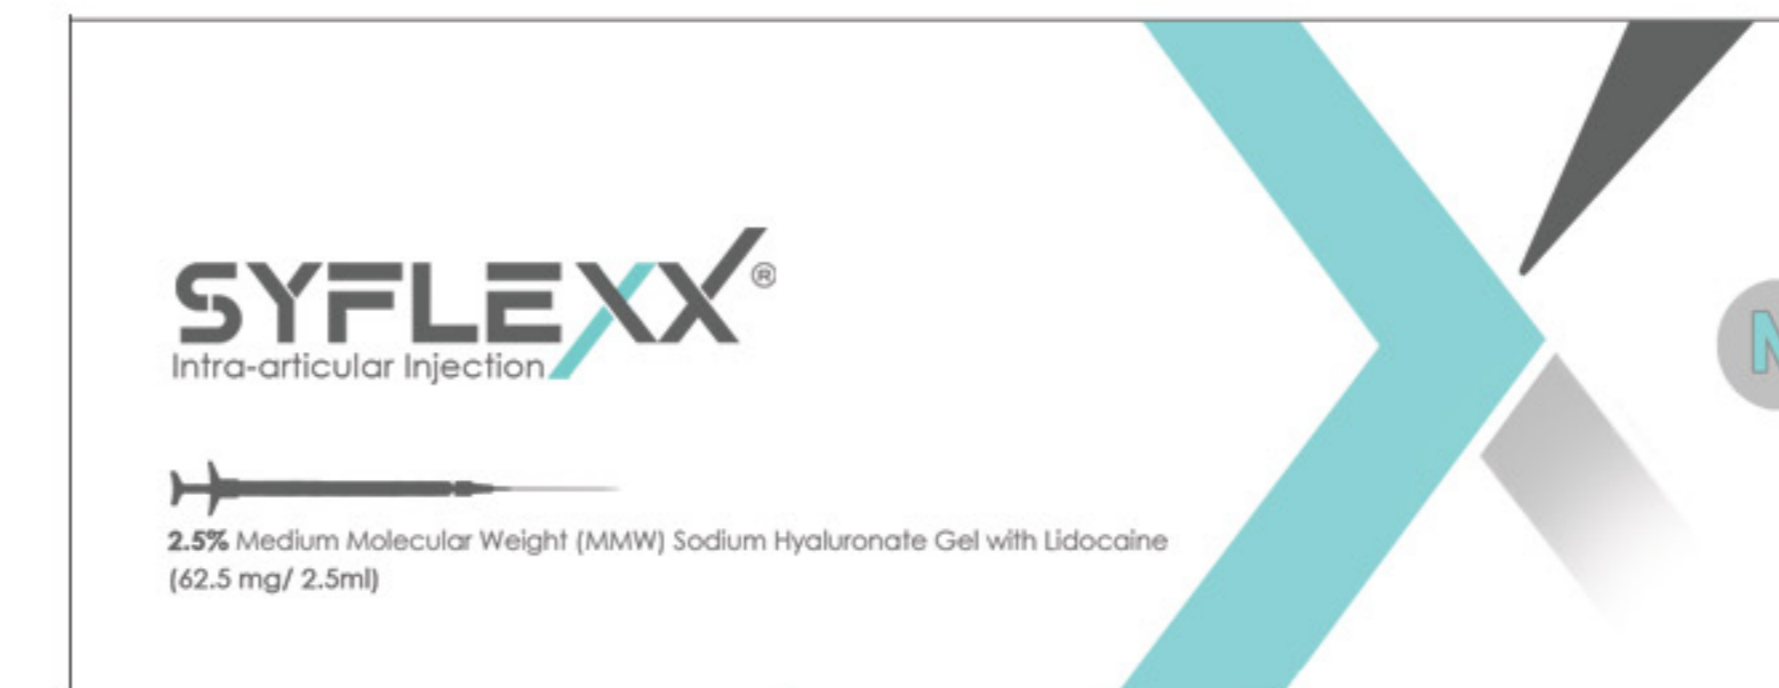 SYFLEXX®
Intra-articular Injection
2.5% Medium Molecular Weight (MMW) Sodium Hyaluronate Gel with Lidocaine
(62.5 mg/ 2.5ml)